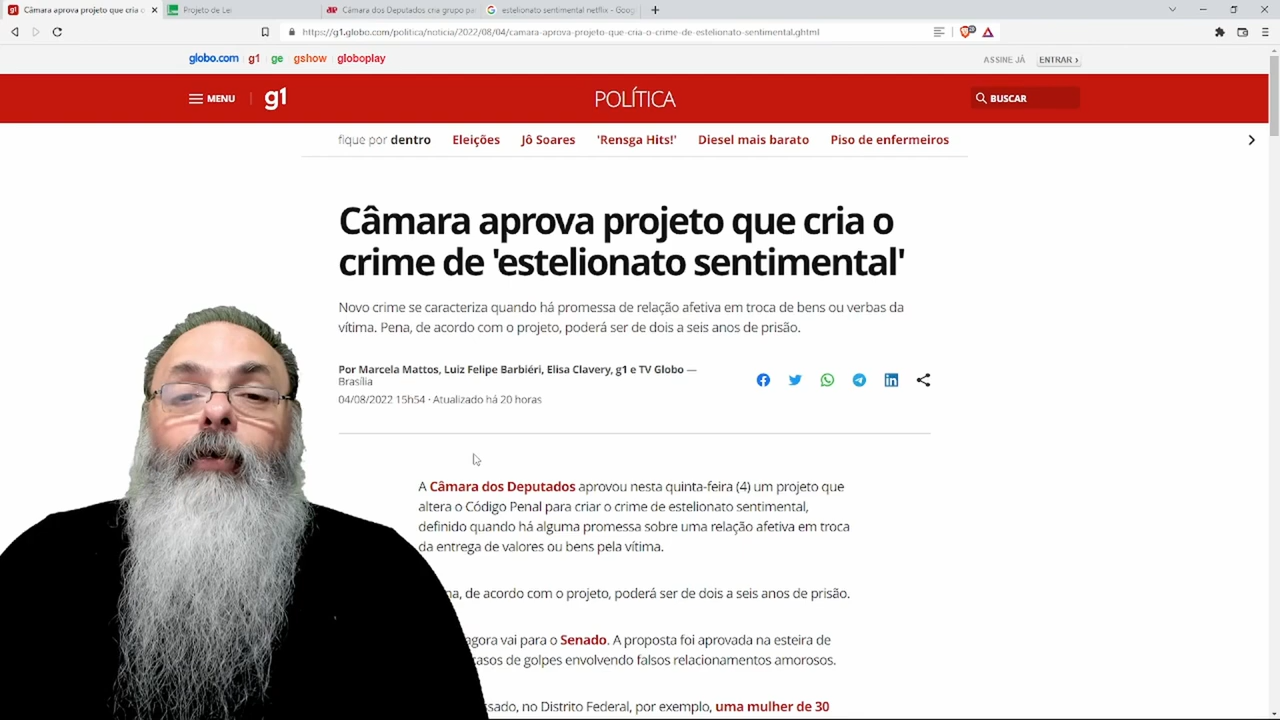 Câmara aprova projeto que cria o c
Projeto de Lei
Câmara dos Deputados cria grupo pa
estelionato sentimental netflix - Goog
https://g1.globo.com/politica/noticia/2022/08/04/camara-aprova-projeto-que-cria-o-crime-de-estelionato-sentimental.ghtml
globo.com g1 ge gshow globoplay
ASSINE JÁ ENTRAR ›
MENU g1 POLÍTICA BUSCAR
fique por dentro Eleições Jô Soares 'Rensga Hits!' Diesel mais barato Piso de enfermeiros
Câmara aprova projeto que cria o
crime de 'estelionato sentimental'
Novo crime se caracteriza quando há promessa de relação afetiva em troca de bens ou verbas da
vítima. Pena, de acordo com o projeto, poderá ser de dois a seis anos de prisão.
Por Marcela Mattos, Luiz Felipe Barbiéri, Elisa Clavery, g1 e TV Globo —
Brasília
04/08/2022 15h54 · Atualizado há 20 horas
A Câmara dos Deputados aprovou nesta quinta-feira (4) um projeto que
altera o Código Penal para criar o crime de estelionato sentimental,
definido quando há alguma promessa sobre uma relação afetiva em troca
da entrega de valores ou bens pela vítima.
na, de acordo com o projeto, poderá ser de dois a seis anos de prisão.
agora vai para o Senado. A proposta foi aprovada na esteira de
casos de golpes envolvendo falsos relacionamentos amorosos.
ssado, no Distrito Federal, por exemplo, uma mulher de 30